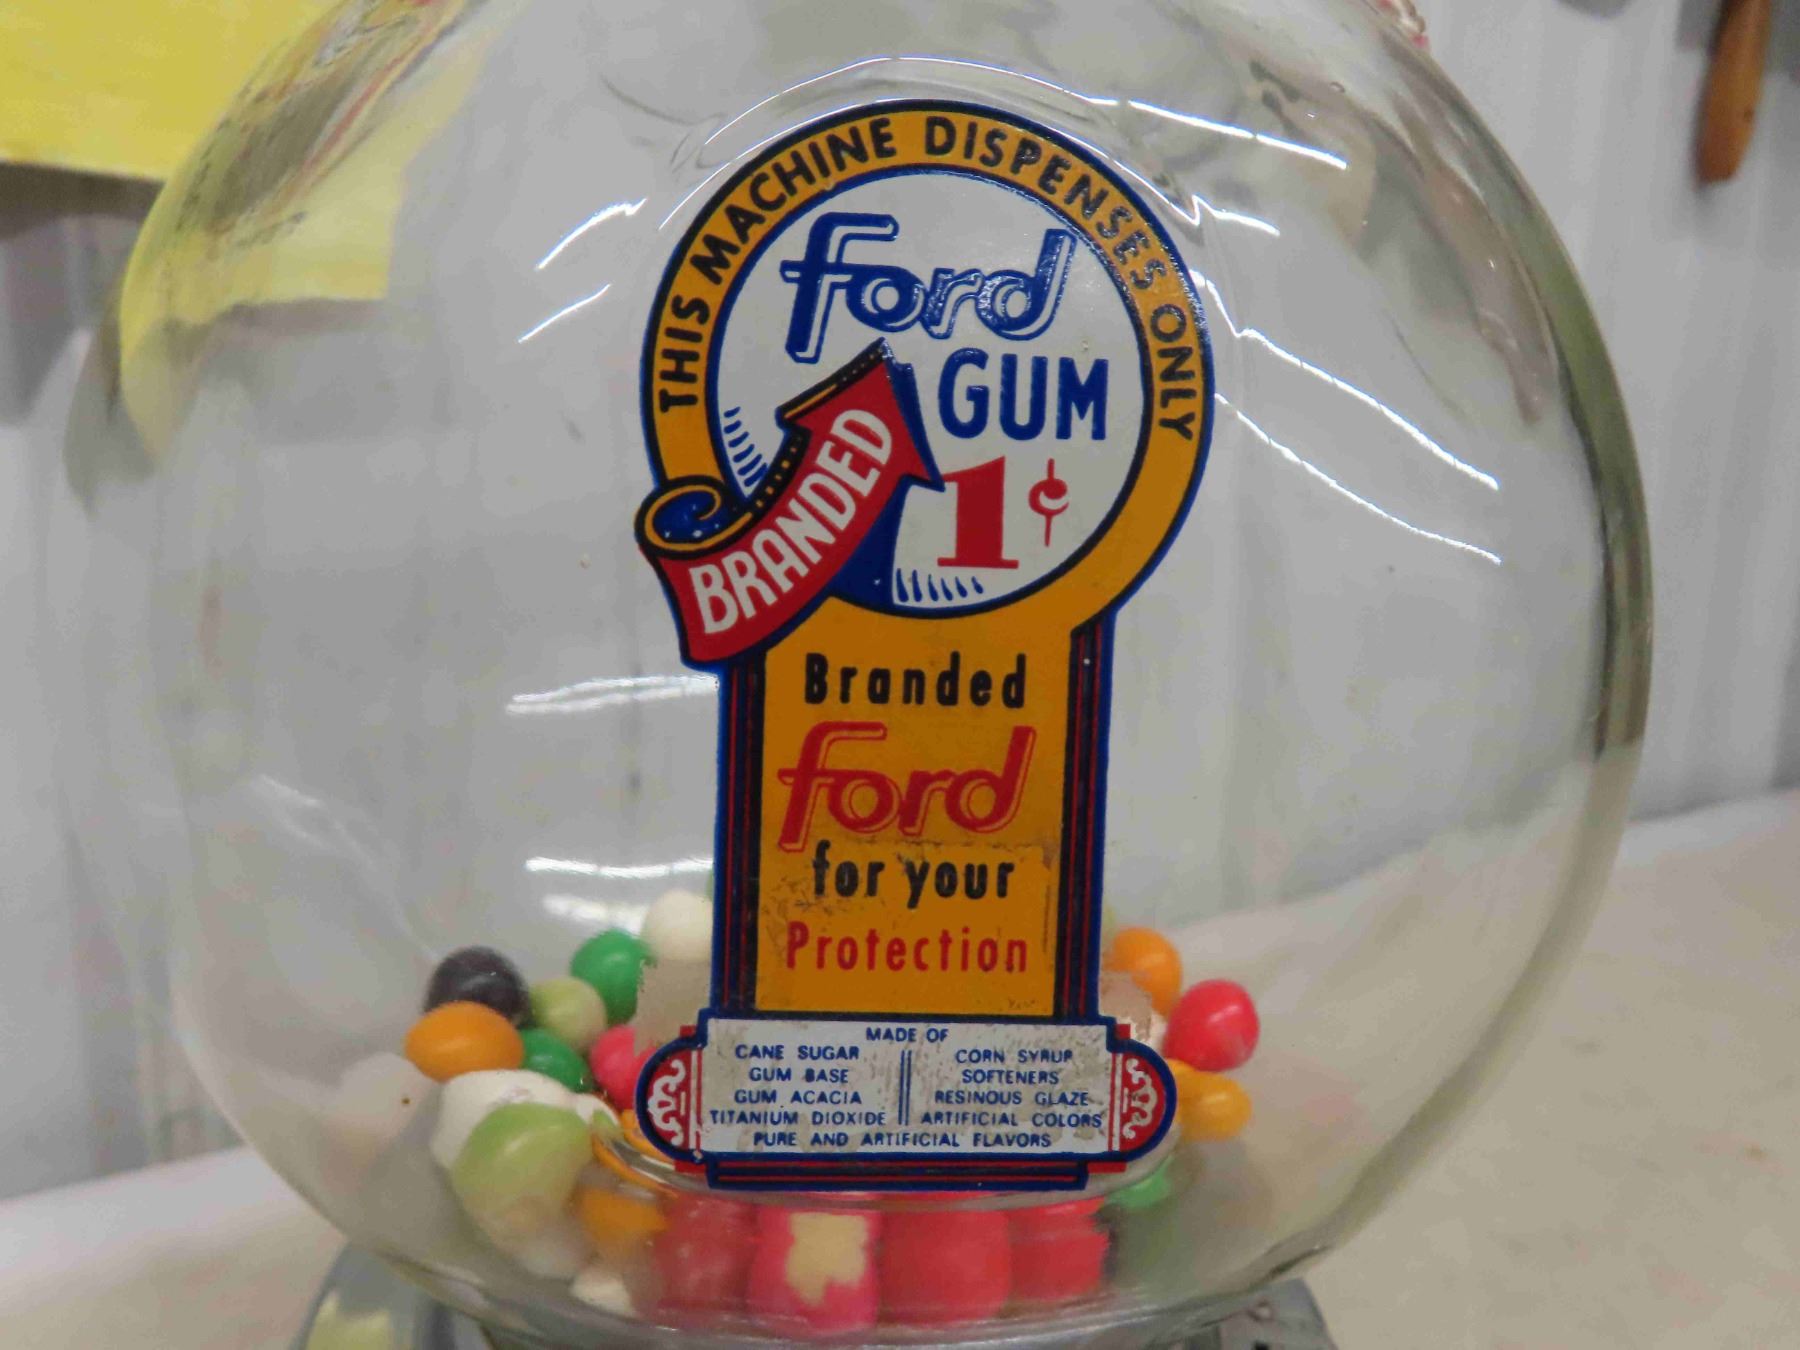 THIS MACHINE DISPENSES ONLY
Ford
GUM
1¢
BRANDED
Branded
Ford
for your
Protection
MADE OF
CANE SUGAR
GUM BASE
GUM ACACIA
TITANIUM DIOXIDE
CORN SYRUP
SOFTENERS
RESINOUS GLAZE
ARTIFICIAL COLORS
PURE AND ARTIFICIAL FLAVORS